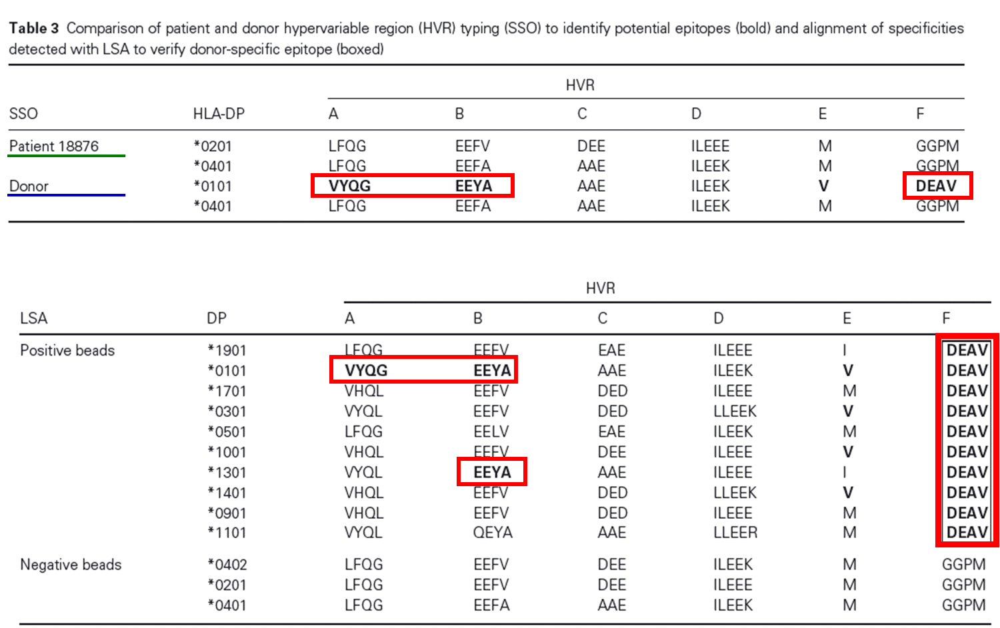 Table 3 Comparison of patient and donor hypervariable region (HVR) typing (SSO) to identify potential epitopes (bold) and alignment of specificities
detected with LSA to verify donor-specific epitope (boxed)
HVR
SSO HLA-DP A B C D E F
Patient 18876 *0201 LFQG EEFV DEE ILEEE M GGPM
*0401 LFQG EEFA AAE ILEEK M GGPM
Donor *0101 VYQG EEYA AAE ILEEK V DEAV
*0401 LFQG EEFA AAE ILEEK M GGPM
HVR
LSA DP A B C D E F
Positive beads *1901 LFQG EEFV EAE ILEEE I DEAV
*0101 VYQG EEYA AAE ILEEK V DEAV
*1701 VHQL EEFV DED ILEEE M DEAV
*0301 VYQL EEFV DED LLEEK V DEAV
*0501 LFQG EELV EAE ILEEK M DEAV
*1001 VHQL EEFV DEE ILEEE V DEAV
*1301 VYQL EEYA AAE ILEEE I DEAV
*1401 VHQL EEFV DED LLEEK V DEAV
*0901 VHQL EEFV DED ILEEE M DEAV
*1101 VYQL QEYA AAE LLEER M DEAV
Negative beads *0402 LFQG EEFV DEE ILEEK M GGPM
*0201 LFQG EEFV DEE ILEEE M GGPM
*0401 LFQG EEFA AAE ILEEK M GGPM